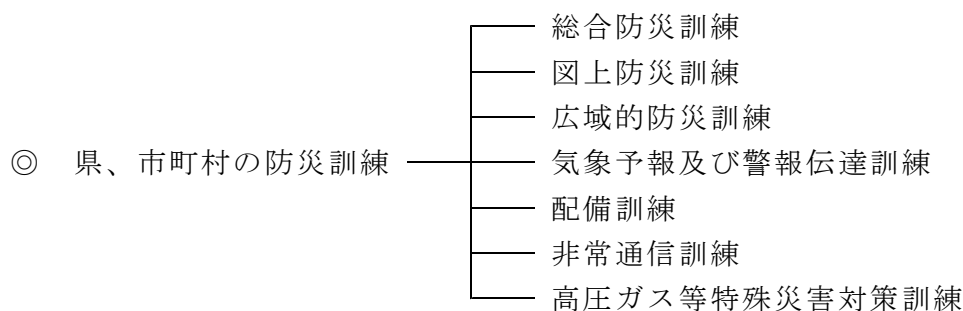 総合防災訓練
図上防災訓練
広域的防災訓練
◎ 県、市町村の防災訓練 気象予報及び警報伝達訓練
配備訓練
非常通信訓練
高圧ガス等特殊災害対策訓練